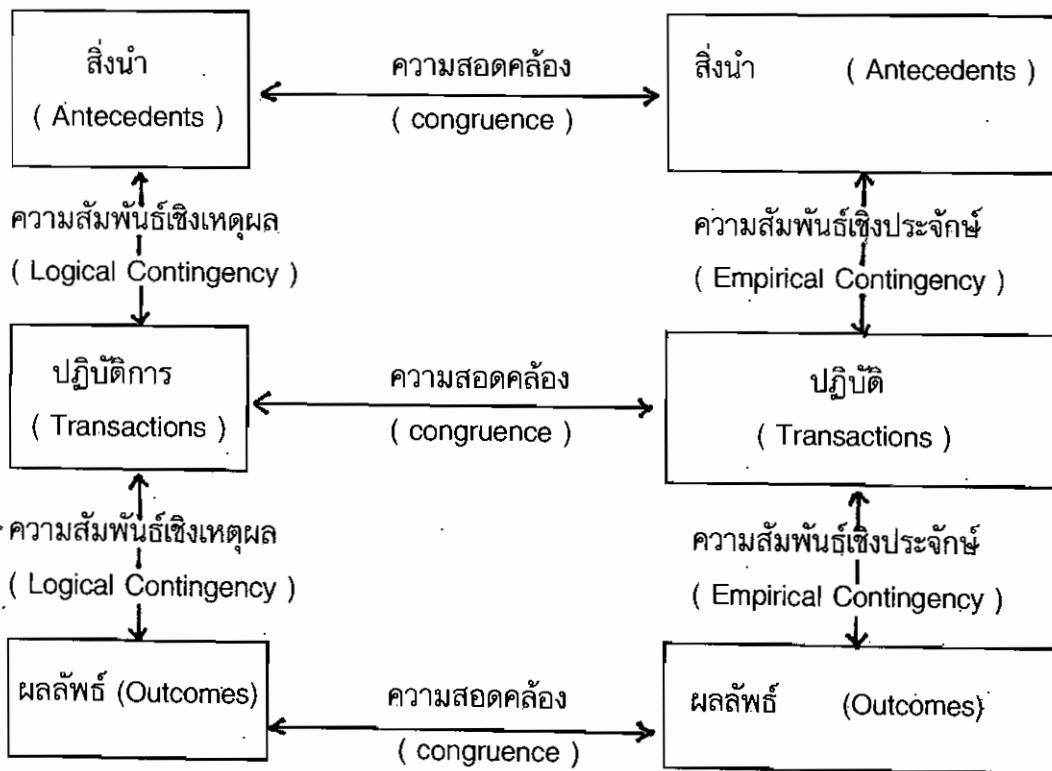 สิ่งนำ
( Antecedents )
ความสอดคล้อง
( congruence )
สิ่งนำ ( Antecedents )
ความสัมพันธ์เชิงเหตุผล
( Logical Contingency )
ความสัมพันธ์เชิงประจักษ์
( Empirical Contingency )
ปฏิบัติการ
( Transactions )
ความสอดคล้อง
( congruence )
ปฏิบัติ
( Transactions )
ความสัมพันธ์เชิงเหตุผล
( Logical Contingency )
ความสัมพันธ์เชิงประจักษ์
( Empirical Contingency )
ผลลัพธ์ (Outcomes)
ความสอดคล้อง
( congruence )
ผลลัพธ์ (Outcomes)